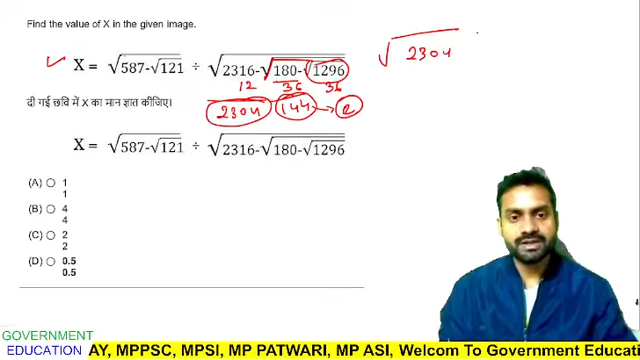 Find the value of X in the given image.
X = √587-√121 ÷ √2316-√180-√1296
√2304
12 36 36
2304 144 → 2
दी गई छवि में X का मान ज्ञात कीजिए।
X = √587-√121 ÷ √2316-√180-√1296
(A) 1
1
(B) 4
4
(C) 2
2
(D) 0.5
0.5
GOVERNMENT
EDUCATION
AY, MPPSC, MPSI, MP PATWARI, MP ASI, Welcom To Government Educati